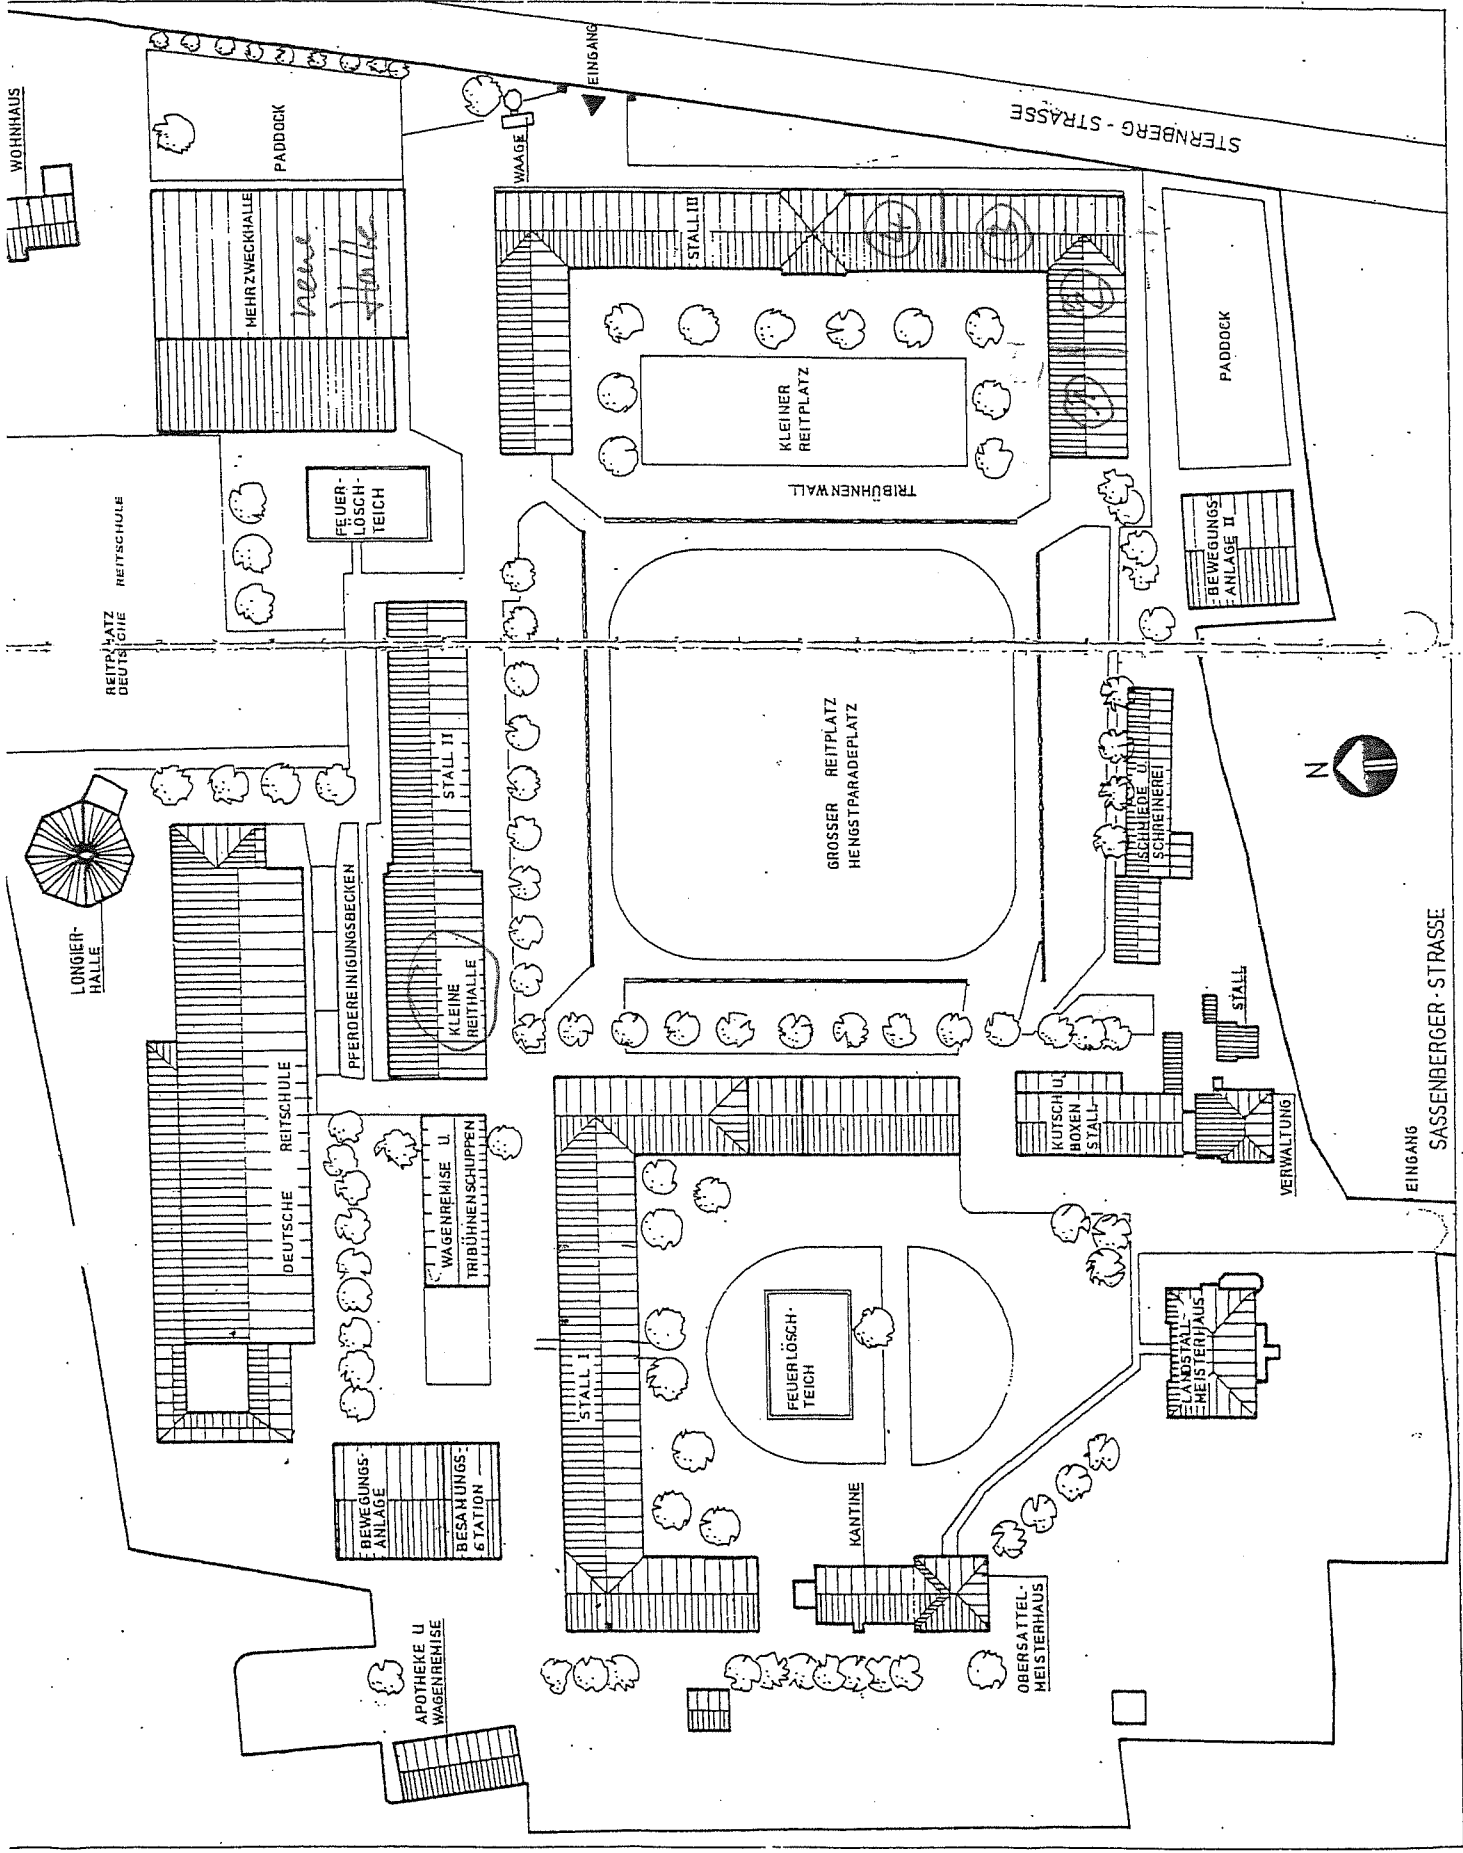 WOHNHAUS
PADDOCK
EINGANG
WAAGE
STERNBERG - STRASSE
MEHRZWECKHALLE
neue
Halle
STALL III
4
2
PADDOCK
KLEINER
REITPLATZ
TRIBÜHNENWALL
FEUER-
LÖSCH-
TEICH
REITPLATZ
DEUTSCHE REITSCHULE
BEWEGUNGS-
ANLAGE II
STALL II
GROSSER REITPLATZ
HENGSTPARADEPLATZ
SCHMIEDE U.
SCHREINEREI
N
LONGIER-
HALLE
PFERDEREINIGUNGSBECKEN
KLEINE
REITHALLE
STALL
SASSENBERGER - STRASSE
DEUTSCHE REITSCHULE
WAGENREMISE U.
TRIBÜHNENSCHUPPEN
KUTSCH U.
BOXEN
STALL
VERWALTUNG
EINGANG
STALL I
FEUERLÖSCH-
TEICH
LANDSTALL-
MEISTERHAUS
BEWEGUNGS-
ANLAGE
BESAMUNGS-
STATION
KANTINE
APOTHEKE U
WAGENREMISE
OBERSATTEL-
MEISTERHAUS